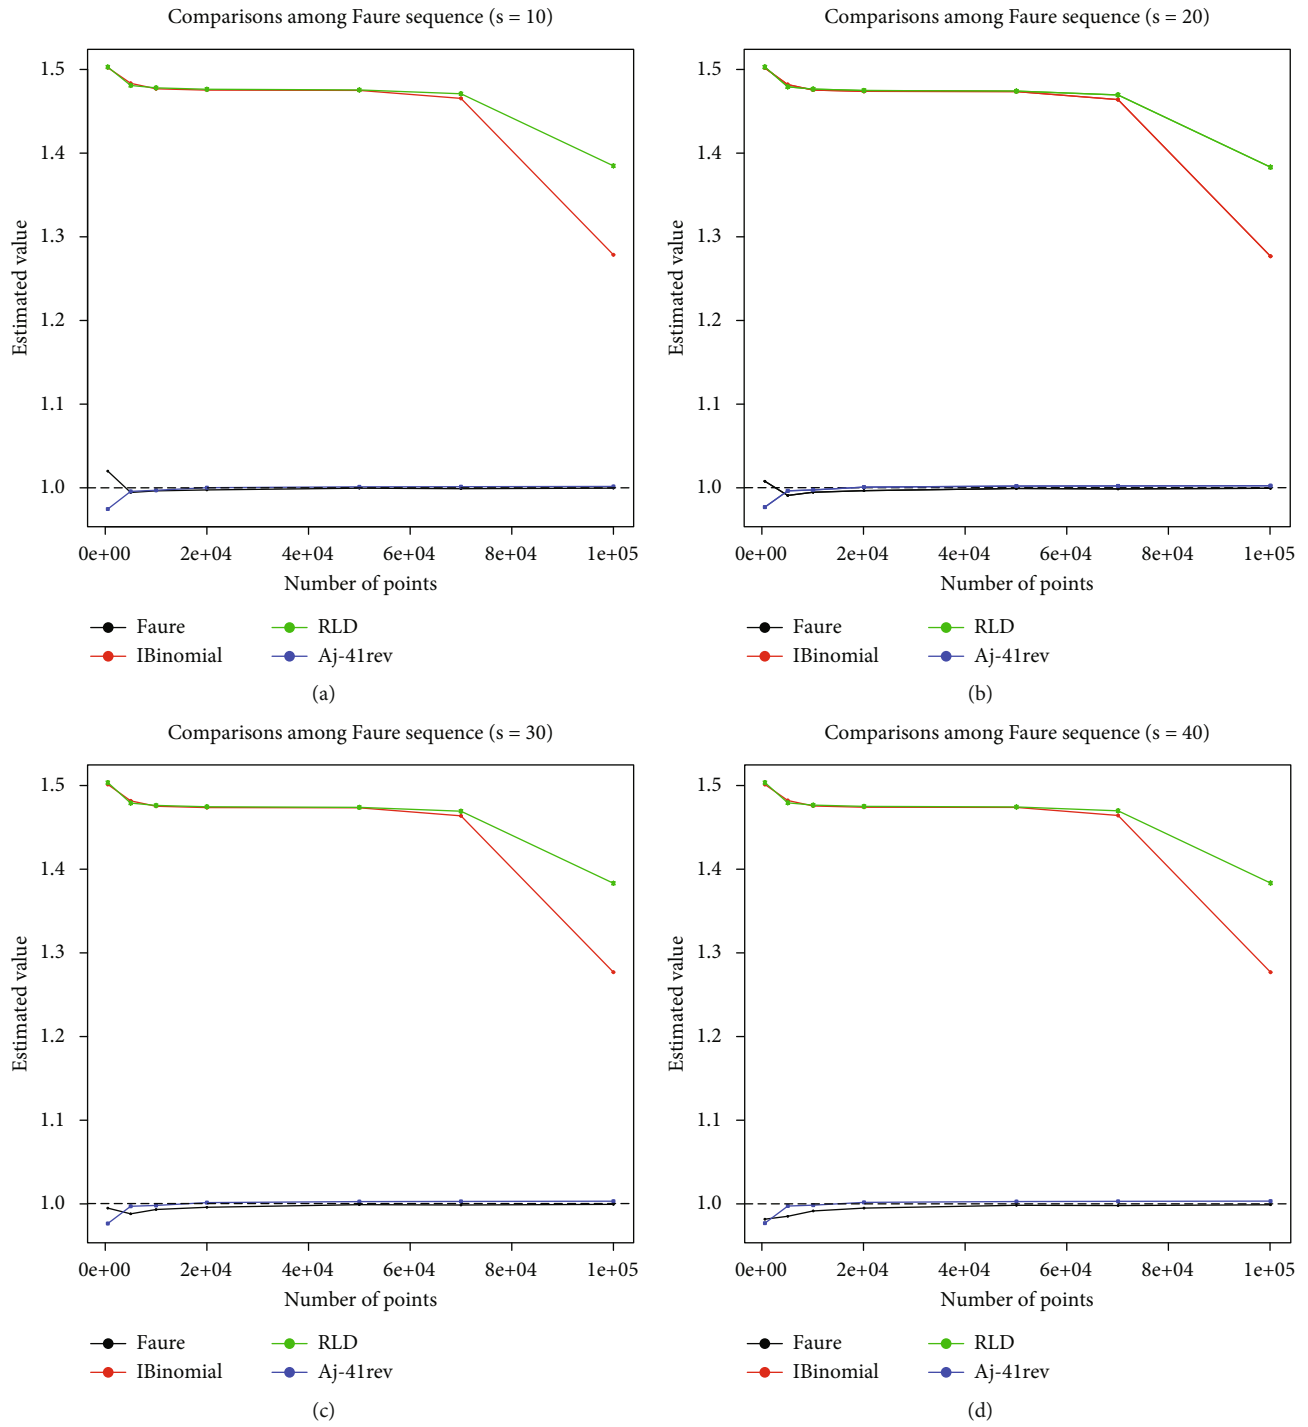 Comparisons among Faure sequence (s = 10)
Estimated value
1.5
1.4
1.3
1.2
1.1
1.0
0e+00 2e+04 4e+04 6e+04 8e+04 1e+05
Number of points
Faure RLD
IBinomial Aj-41rev
(a)
Comparisons among Faure sequence (s = 20)
Estimated value
1.5
1.4
1.3
1.2
1.1
1.0
0e+00 2e+04 4e+04 6e+04 8e+04 1e+05
Number of points
Faure RLD
IBinomial Aj-41rev
(b)
Comparisons among Faure sequence (s = 30)
Estimated value
1.5
1.4
1.3
1.2
1.1
1.0
0e+00 2e+04 4e+04 6e+04 8e+04 1e+05
Number of points
Faure RLD
IBinomial Aj-41rev
(c)
Comparisons among Faure sequence (s = 40)
Estimated value
1.5
1.4
1.3
1.2
1.1
1.0
0e+00 2e+04 4e+04 6e+04 8e+04 1e+05
Number of points
Faure RLD
IBinomial Aj-41rev
(d)